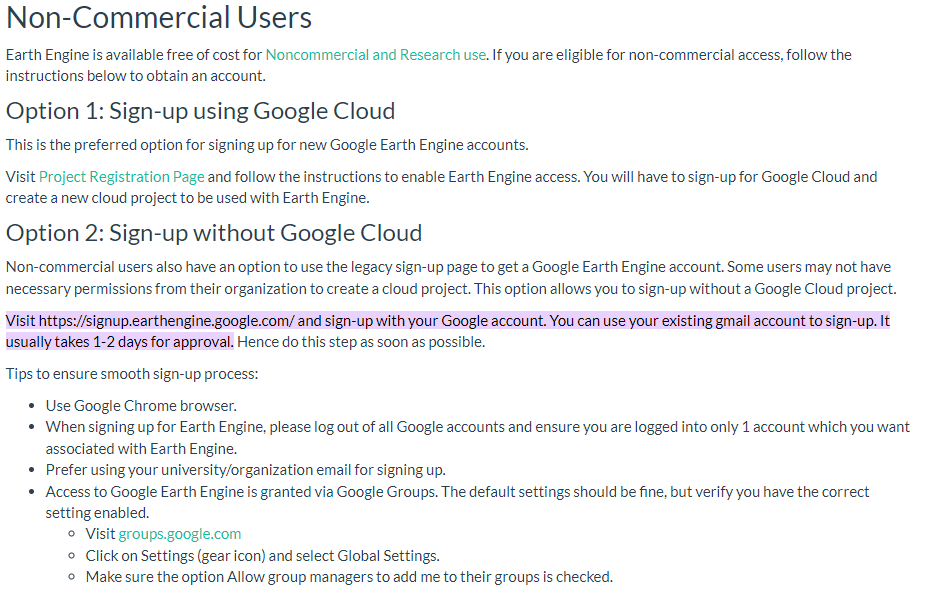 Non-Commercial Users
Earth Engine is available free of cost for Noncommercial and Research use. If you are eligible for non-commercial access, follow the
instructions below to obtain an account.
Option 1: Sign-up using Google Cloud
This is the preferred option for signing up for new Google Earth Engine accounts.
Visit Project Registration Page and follow the instructions to enable Earth Engine access. You will have to sign-up for Google Cloud and
create a new cloud project to be used with Earth Engine.
Option 2: Sign-up without Google Cloud
Non-commercial users also have an option to use the legacy sign-up page to get a Google Earth Engine account. Some users may not have
necessary permissions from their organization to create a cloud project. This option allows you to sign-up without a Google Cloud project.
Visit https://signup.earthengine.google.com/ and sign-up with your Google account. You can use your existing gmail account to sign-up. It
usually takes 1-2 days for approval. Hence do this step as soon as possible.
Tips to ensure smooth sign-up process:
• Use Google Chrome browser.
• When signing up for Earth Engine, please log out of all Google accounts and ensure you are logged into only 1 account which you want
associated with Earth Engine.
• Prefer using your university/organization email for signing up.
• Access to Google Earth Engine is granted via Google Groups. The default settings should be fine, but verify you have the correct
setting enabled.
◦ Visit groups.google.com
◦ Click on Settings (gear icon) and select Global Settings.
◦ Make sure the option Allow group managers to add me to their groups is checked.